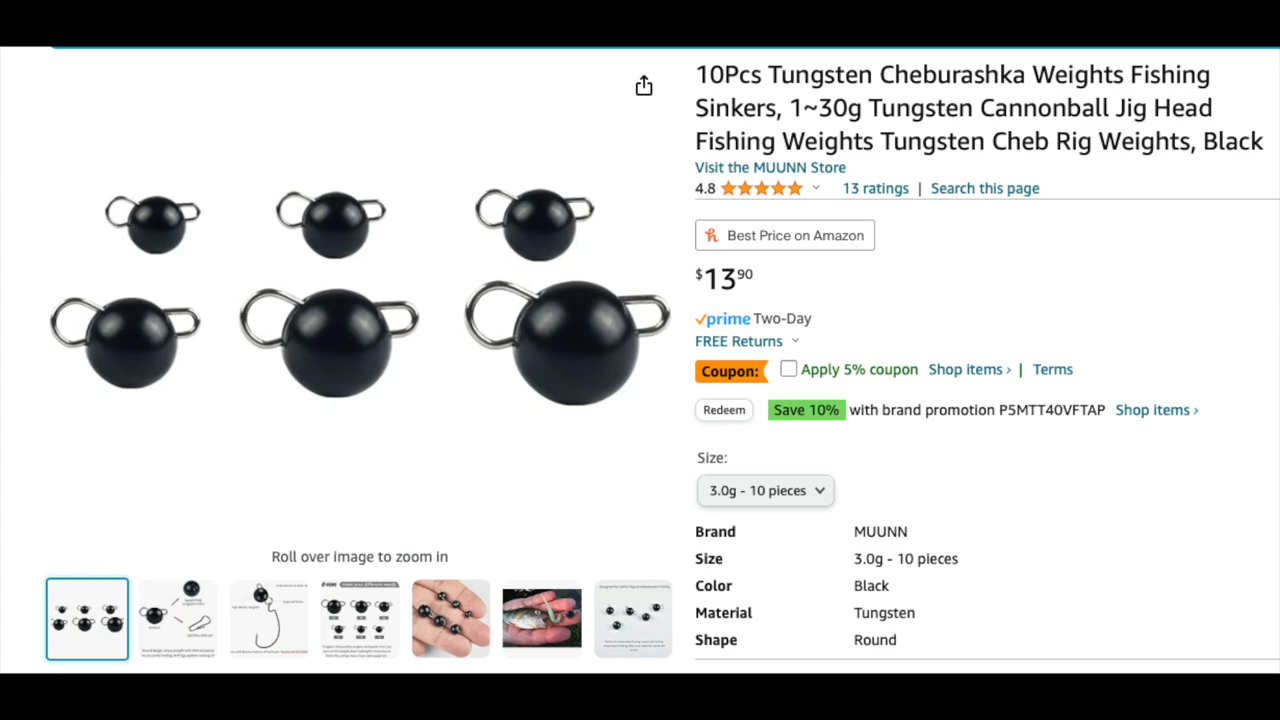 10Pcs Tungsten Cheburashka Weights Fishing
Sinkers, 1~30g Tungsten Cannonball Jig Head
Fishing Weights Tungsten Cheb Rig Weights, Black
Visit the MUUNN Store
4.8 13 ratings | Search this page
Best Price on Amazon
$13 90
prime Two-Day
FREE Returns
Coupon: Apply 5% coupon Shop items › | Terms
Redeem Save 10% with brand promotion P5MTT40VFTAP Shop items ›
Size:
3.0g - 10 pieces
Brand MUUNN
Size 3.0g - 10 pieces
Color Black
Material Tungsten
Shape Round
Roll over image to zoom in